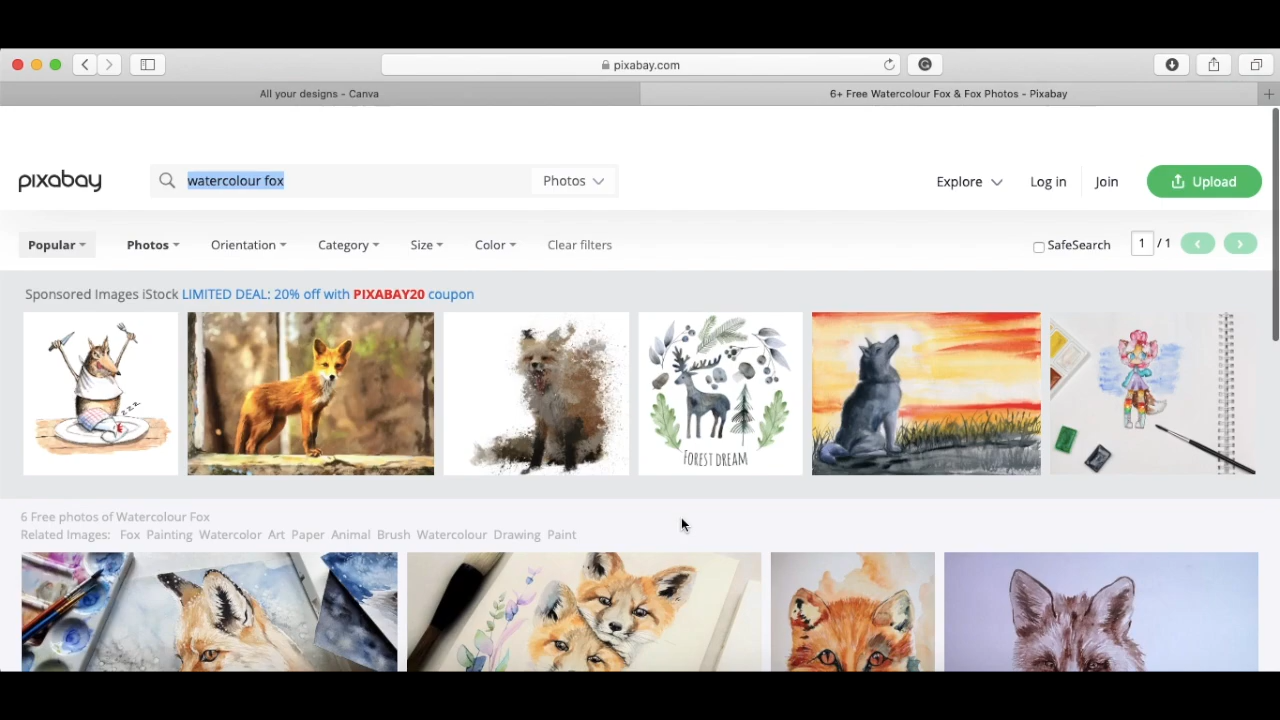 pixabay.com
All your designs - Canva
6+ Free Watercolour Fox & Fox Photos - Pixabay
pixabay
watercolour fox
Photos
Explore
Log in
Join
Upload
Popular
Photos
Orientation
Category
Size
Color
Clear filters
SafeSearch
1 / 1
Sponsored Images iStock LIMITED DEAL: 20% off with PIXABAY20 coupon
zzz
FOREST DREAM
6 Free photos of Watercolour Fox
Related Images: Fox Painting Watercolor Art Paper Animal Brush Watercolour Drawing Paint